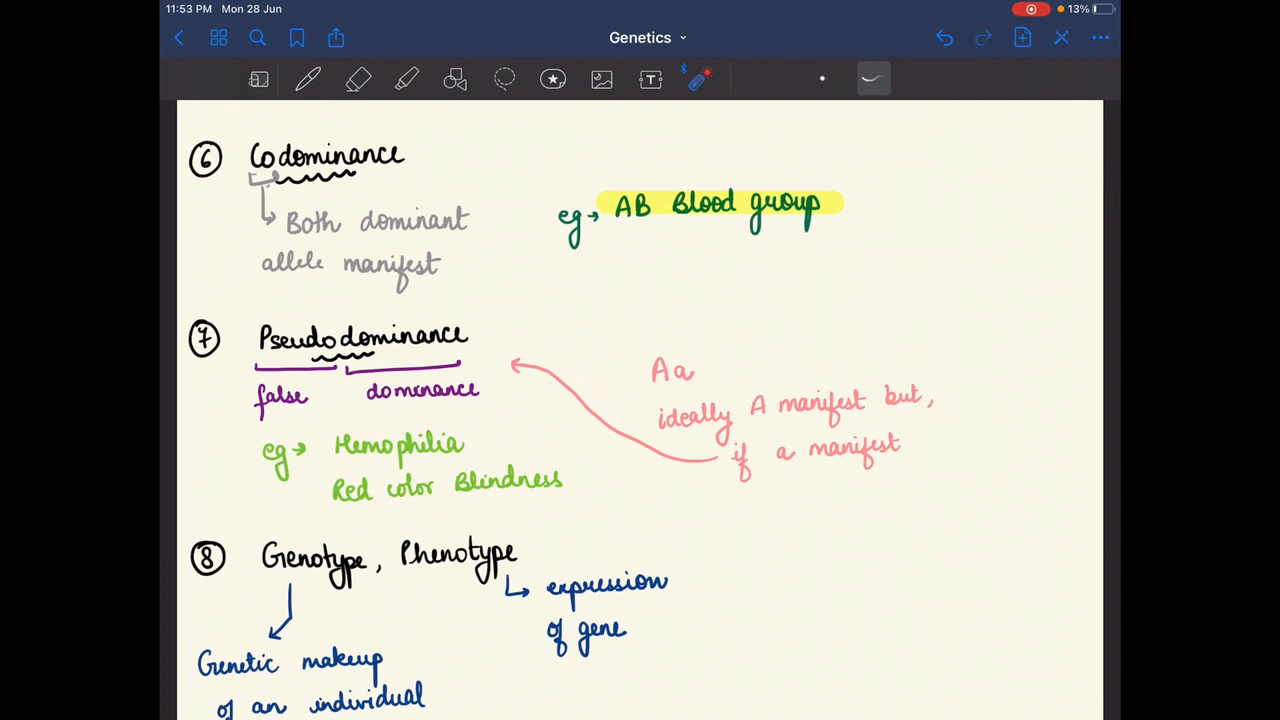 11:53 PM Mon 28 Jun
13%
Genetics
T
6 Codominance
Both dominant
allele manifest
eg → AB Blood group
7 Pseudodominance
false dominance
eg → Hemophilia
Red color Blindness
Aa
ideally A manifest but,
if a manifest
8 Genotype, Phenotype
expression
of gene
Genetic makeup
of an individual